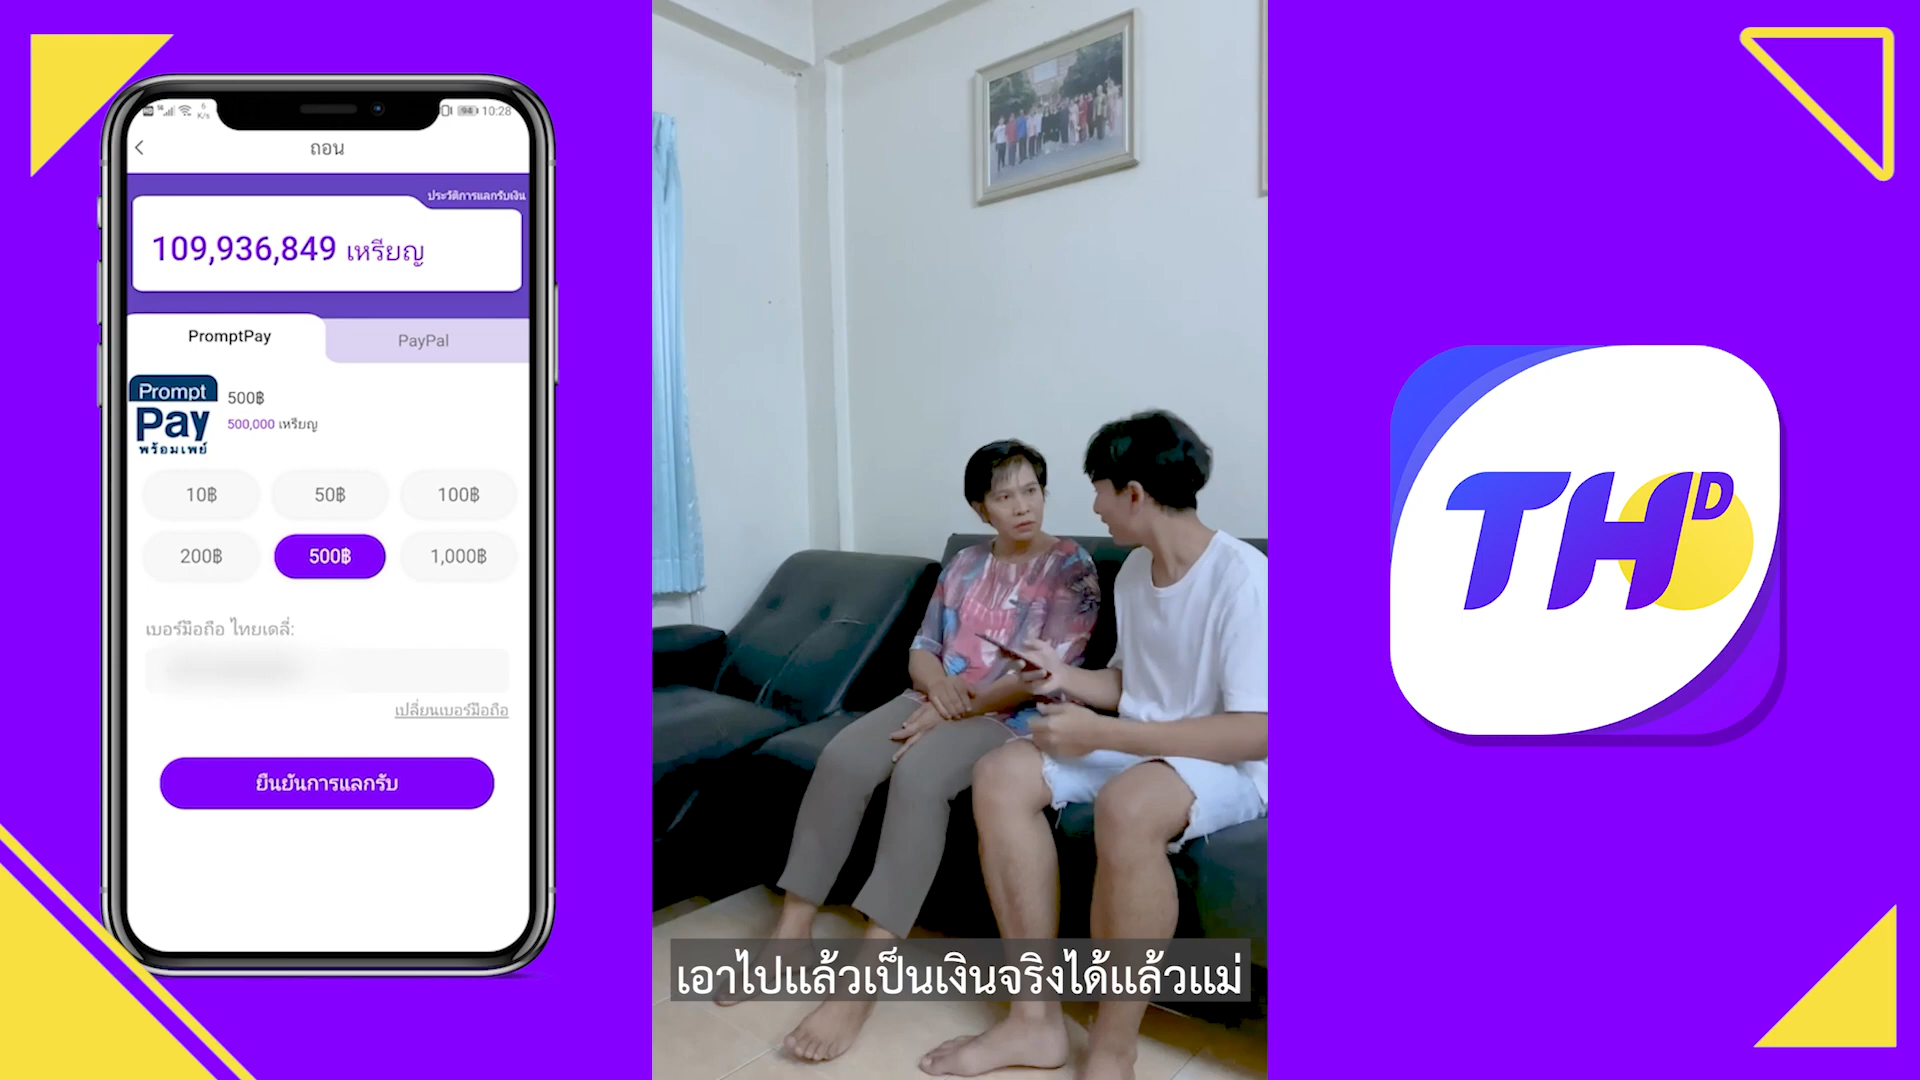 6
K/s
94
10:28
ถอน
ประวัติการแลกรับเงิน
109,936,849 เหรียญ
PromptPay
PayPal
Prompt
Pay
พร้อมเพย์
500฿
500,000 เหรียญ
10฿
50฿
100฿
200฿
500฿
1,000฿
เบอร์มือถือ ไทยเดลี่:
เปลี่ยนเบอร์มือถือ
ยืนยันการแลกรับ
เอาไปแล้วเป็นเงินจริงได้แล้วแม่
THD